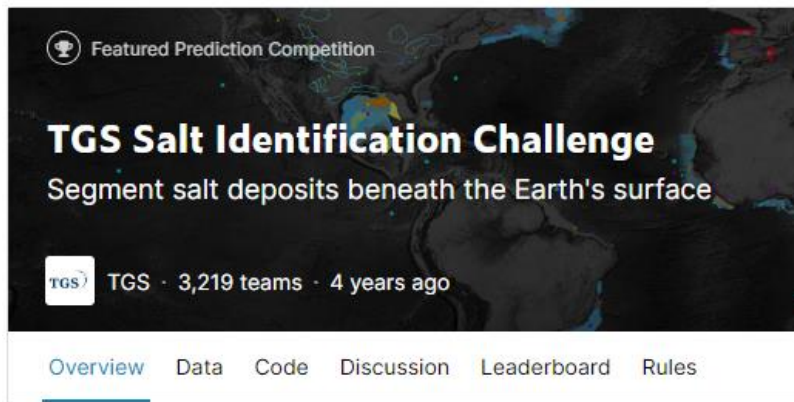 Featured Prediction Competition
TGS Salt Identification Challenge
Segment salt deposits beneath the Earth's surface
TGS TGS · 3,219 teams · 4 years ago
Overview Data Code Discussion Leaderboard Rules